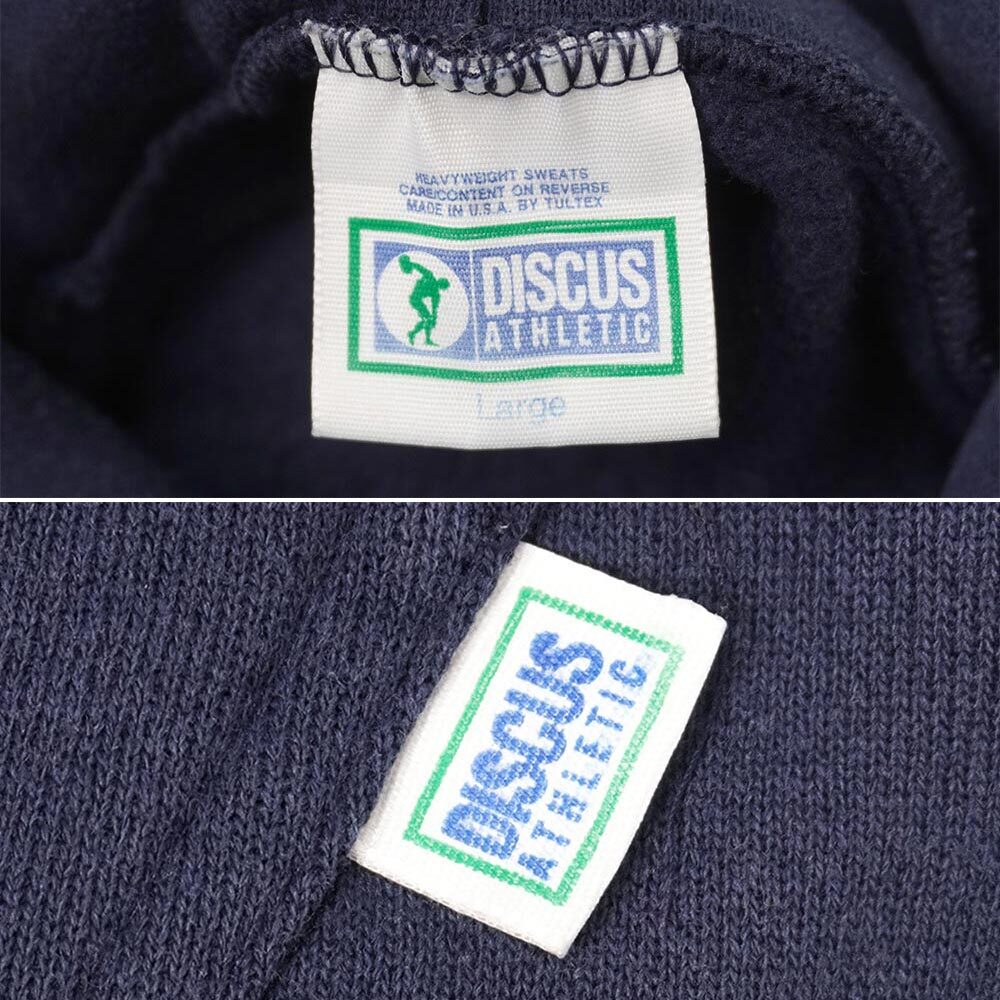 HEAVYWEIGHT SWEATS
CARE/CONTENT ON REVERSE
MADE IN U.S.A. BY TULTEX
DISCUS
ATHLETIC
Large
DISCUS
ATHLETIC